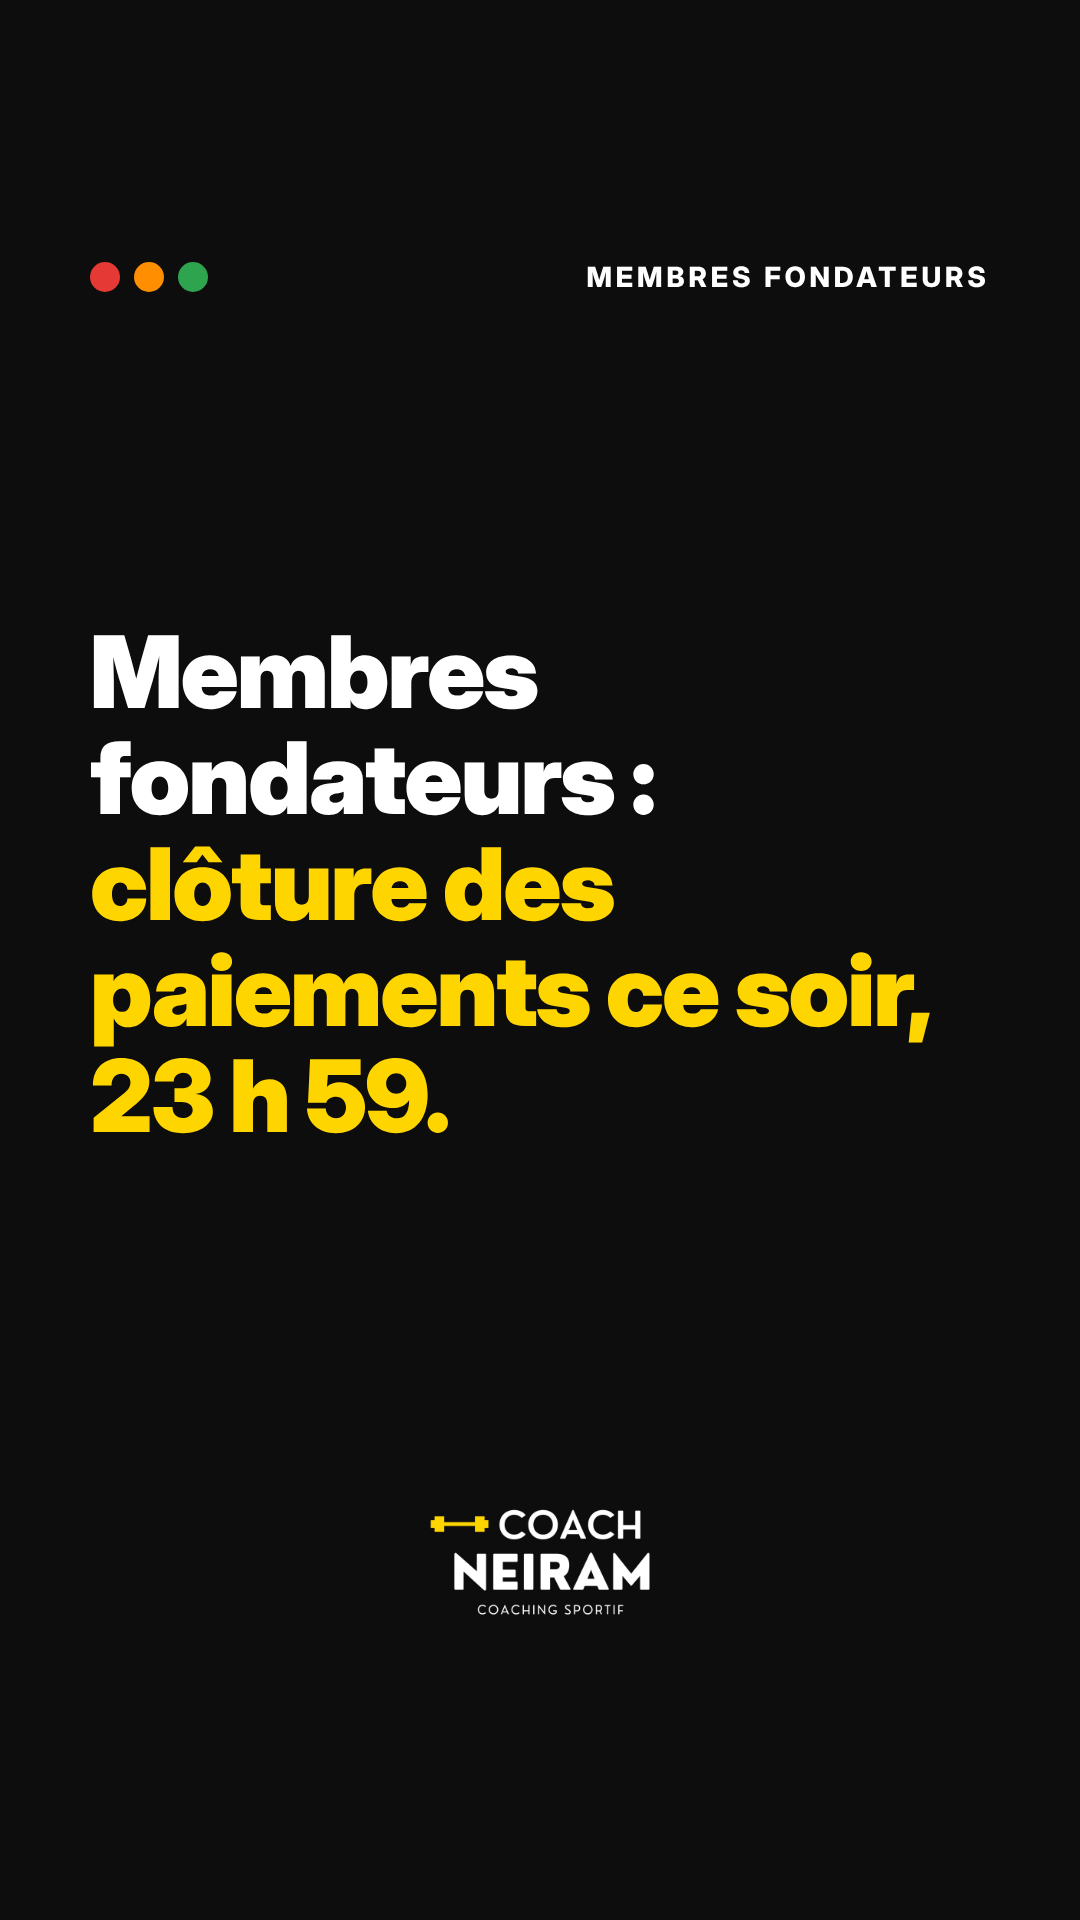 MEMBRES FONDATEURS
Membres
fondateurs :
clôture des
paiements ce soir,
23 h 59.
COACH
NEIRAM
COACHING SPORTIF